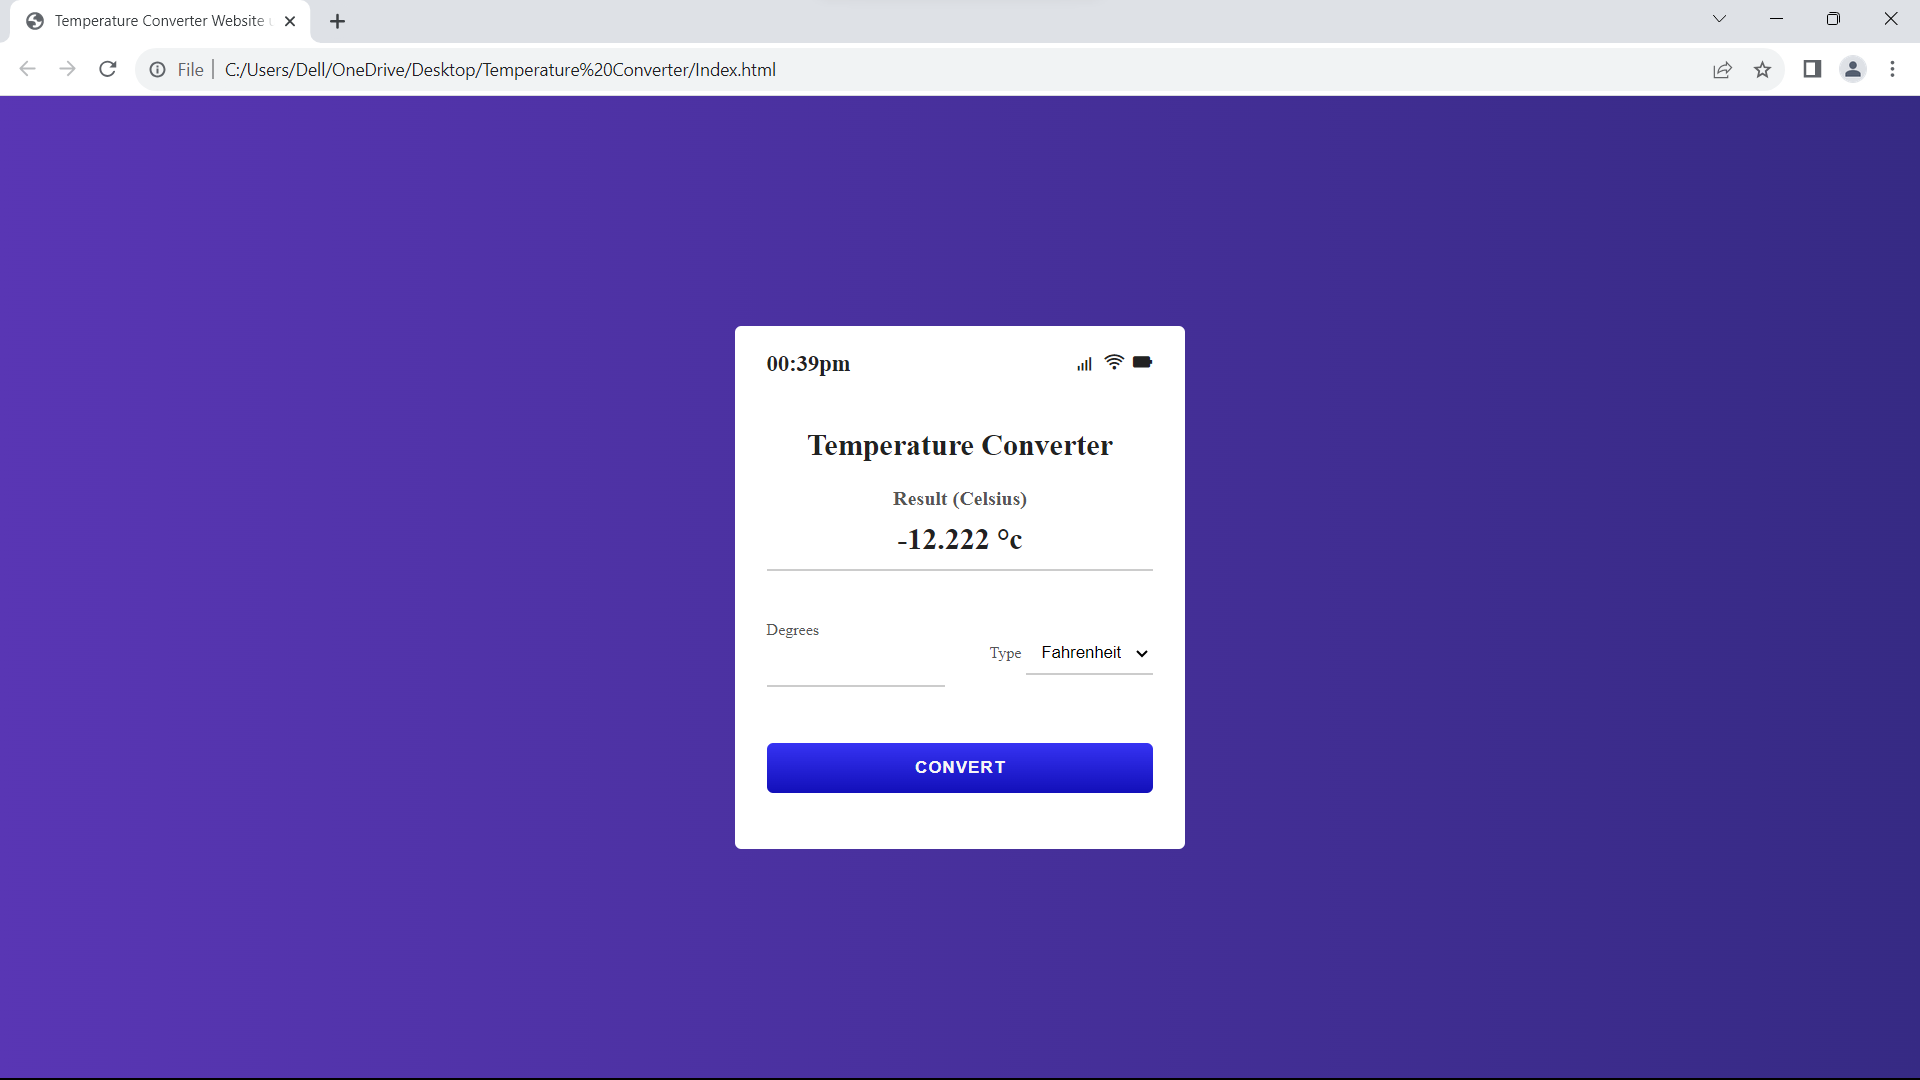 Temperature Converter Website
File
C:/Users/Dell/OneDrive/Desktop/Temperature%20Converter/Index.html
00:39pm
Temperature Converter
Result (Celsius)
-12.222 °c
Degrees
Type Fahrenheit
CONVERT